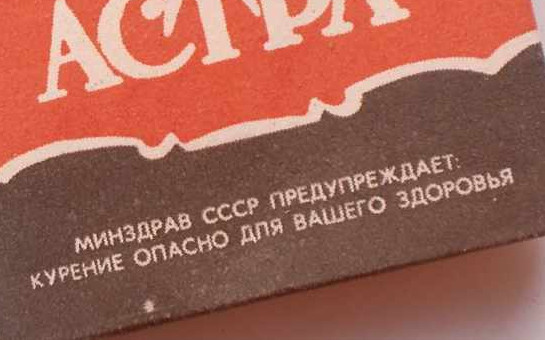 АСТРА
МИНЗДРАВ СССР ПРЕДУПРЕЖДАЕТ:
КУРЕНИЕ ОПАСНО ДЛЯ ВАШЕГО ЗДОРОВЬЯ